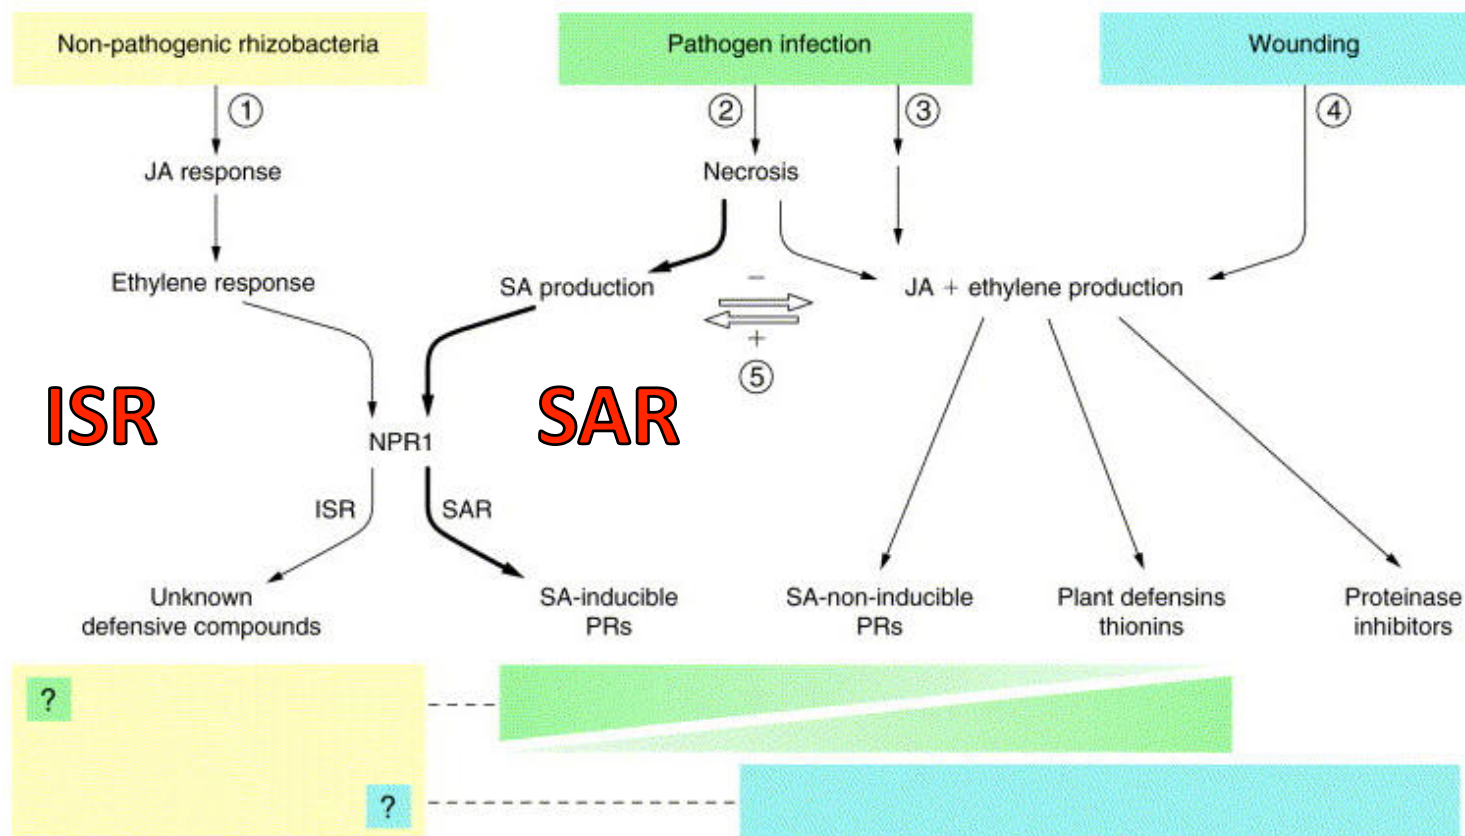 Non-pathogenic rhizobacteria
Pathogen infection
Wounding
①
②
③
④
JA response
Necrosis
Ethylene response
SA production
−
+
⑤
JA + ethylene production
ISR
SAR
NPR1
ISR
SAR
Unknown
defensive compounds
SA-inducible
PRs
SA-non-inducible
PRs
Plant defensins
thionins
Proteinase
inhibitors
?
?